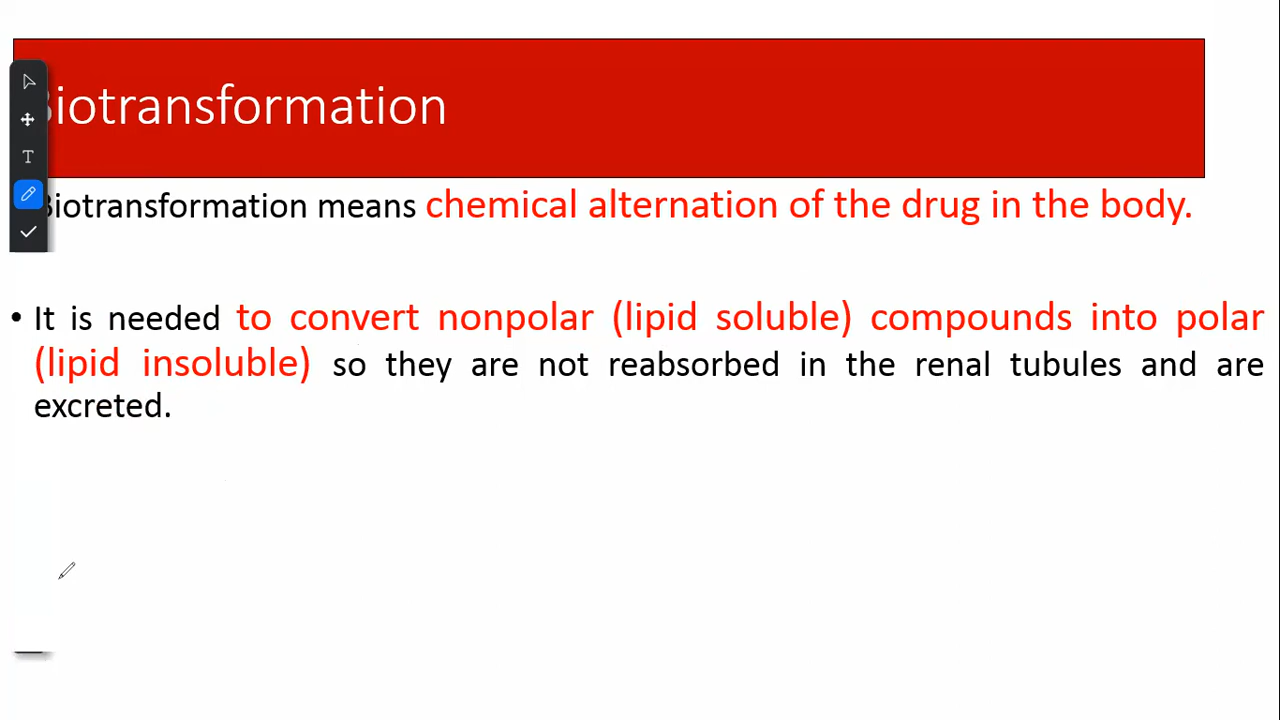 Biotransformation
Biotransformation means chemical alternation of the drug in the body.
• It is needed to convert nonpolar (lipid soluble) compounds into polar
(lipid insoluble) so they are not reabsorbed in the renal tubules and are
excreted.